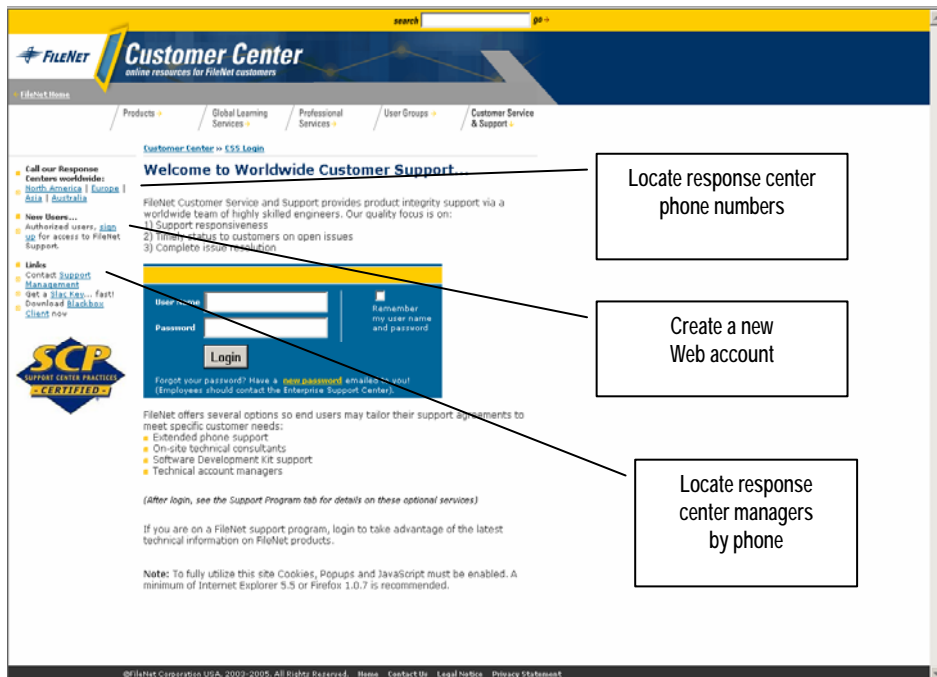 search
go
FILENET
Customer Center
online resources for FileNet customers
FileNet Home
Products
Global Learning
Services
Professional
Services
User Groups
Customer Service
& Support
Customer Center » CSS Login
Call our Response
Centers worldwide:
North America | Europe |
Asia | Australia
New Users...
Authorized users, sign
up for access to FileNet
Support.
Links
Contact Support
Management
Get a Slac Key... fast!
Download Blackbox
Client now
SCP
SUPPORT CENTER PRACTICES
- CERTIFIED -
Welcome to Worldwide Customer Support...
FileNet Customer Service and Support provides product integrity support via a
worldwide team of highly skilled engineers. Our quality focus is on:
1) Support responsiveness
2) Timely status to customers on open issues
3) Complete issue resolution
User Name
Password
Remember
my user name
and password
Login
Forgot your password? Have a new password emailed to you!
(Employees should contact the Enterprise Support Center).
FileNet offers several options so end users may tailor their support agreements to
meet specific customer needs:
Extended phone support
On-site technical consultants
Software Development Kit support
Technical account managers
(After login, see the Support Program tab for details on these optional services)
If you are on a FileNet support program, login to take advantage of the latest
technical information on FileNet products.
Note: To fully utilize this site Cookies, Popups and JavaScript must be enabled. A
minimum of Internet Explorer 5.5 or Firefox 1.0.7 is recommended.
@FileNet Corporation USA, 2003-2005. All Rights Reserved. Home Contact Us Legal Notice Privacy Statement
Locate response center
phone numbers
Create a new
Web account
Locate response
center managers
by phone